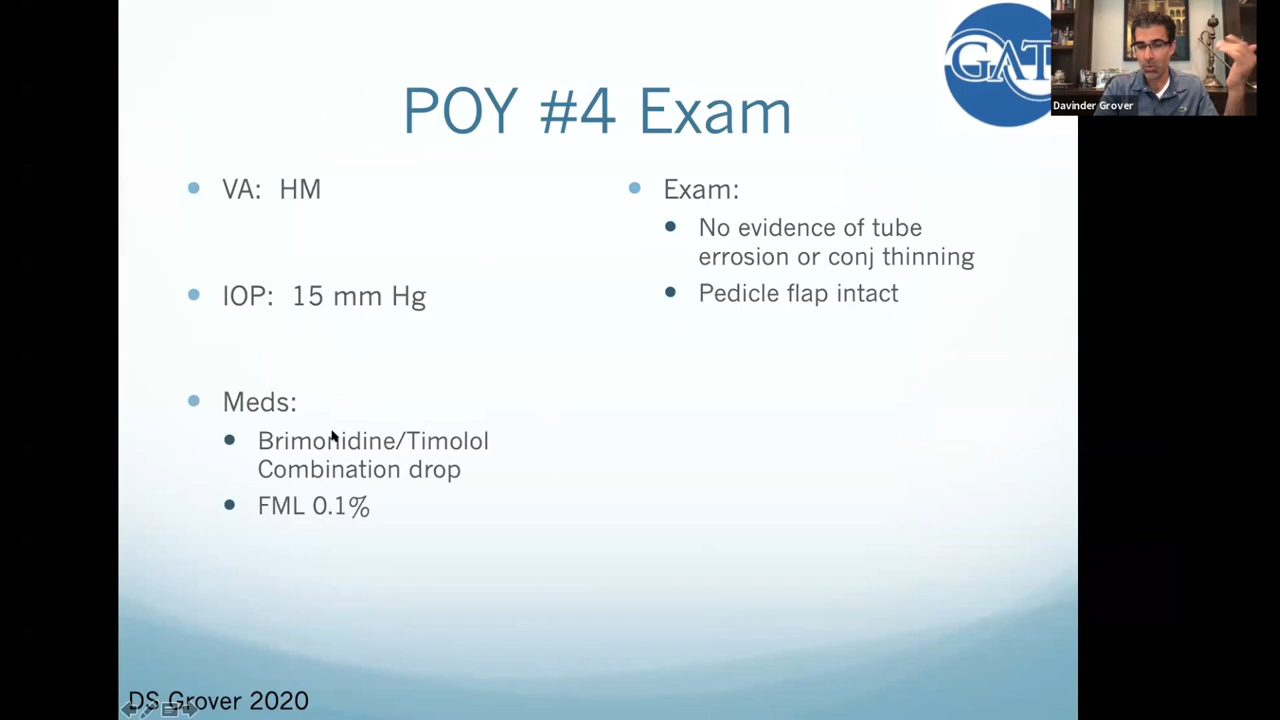 POY #4 Exam
GAT
Davinder Grover
VA: HM
IOP: 15 mm Hg
Meds:
Brimonidine/Timolol
Combination drop
FML 0.1%
Exam:
No evidence of tube
errosion or conj thinning
Pedicle flap intact
DS Grover 2020